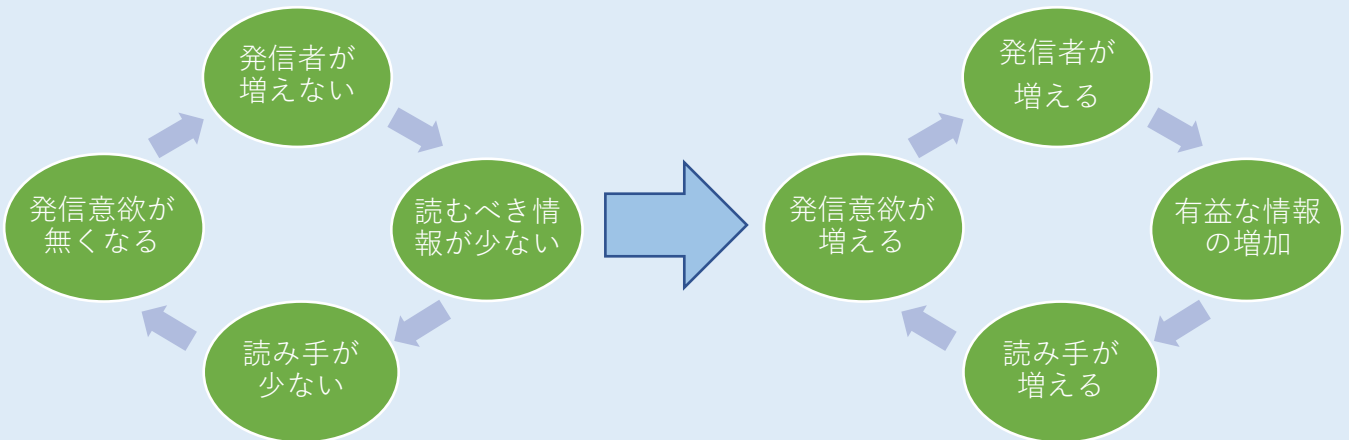 発信者が
増えない
読むべき情
報が少ない
読み手が
少ない
発信意欲が
無くなる
発信者が
増える
有益な情報
の増加
読み手が
増える
発信意欲が
増える